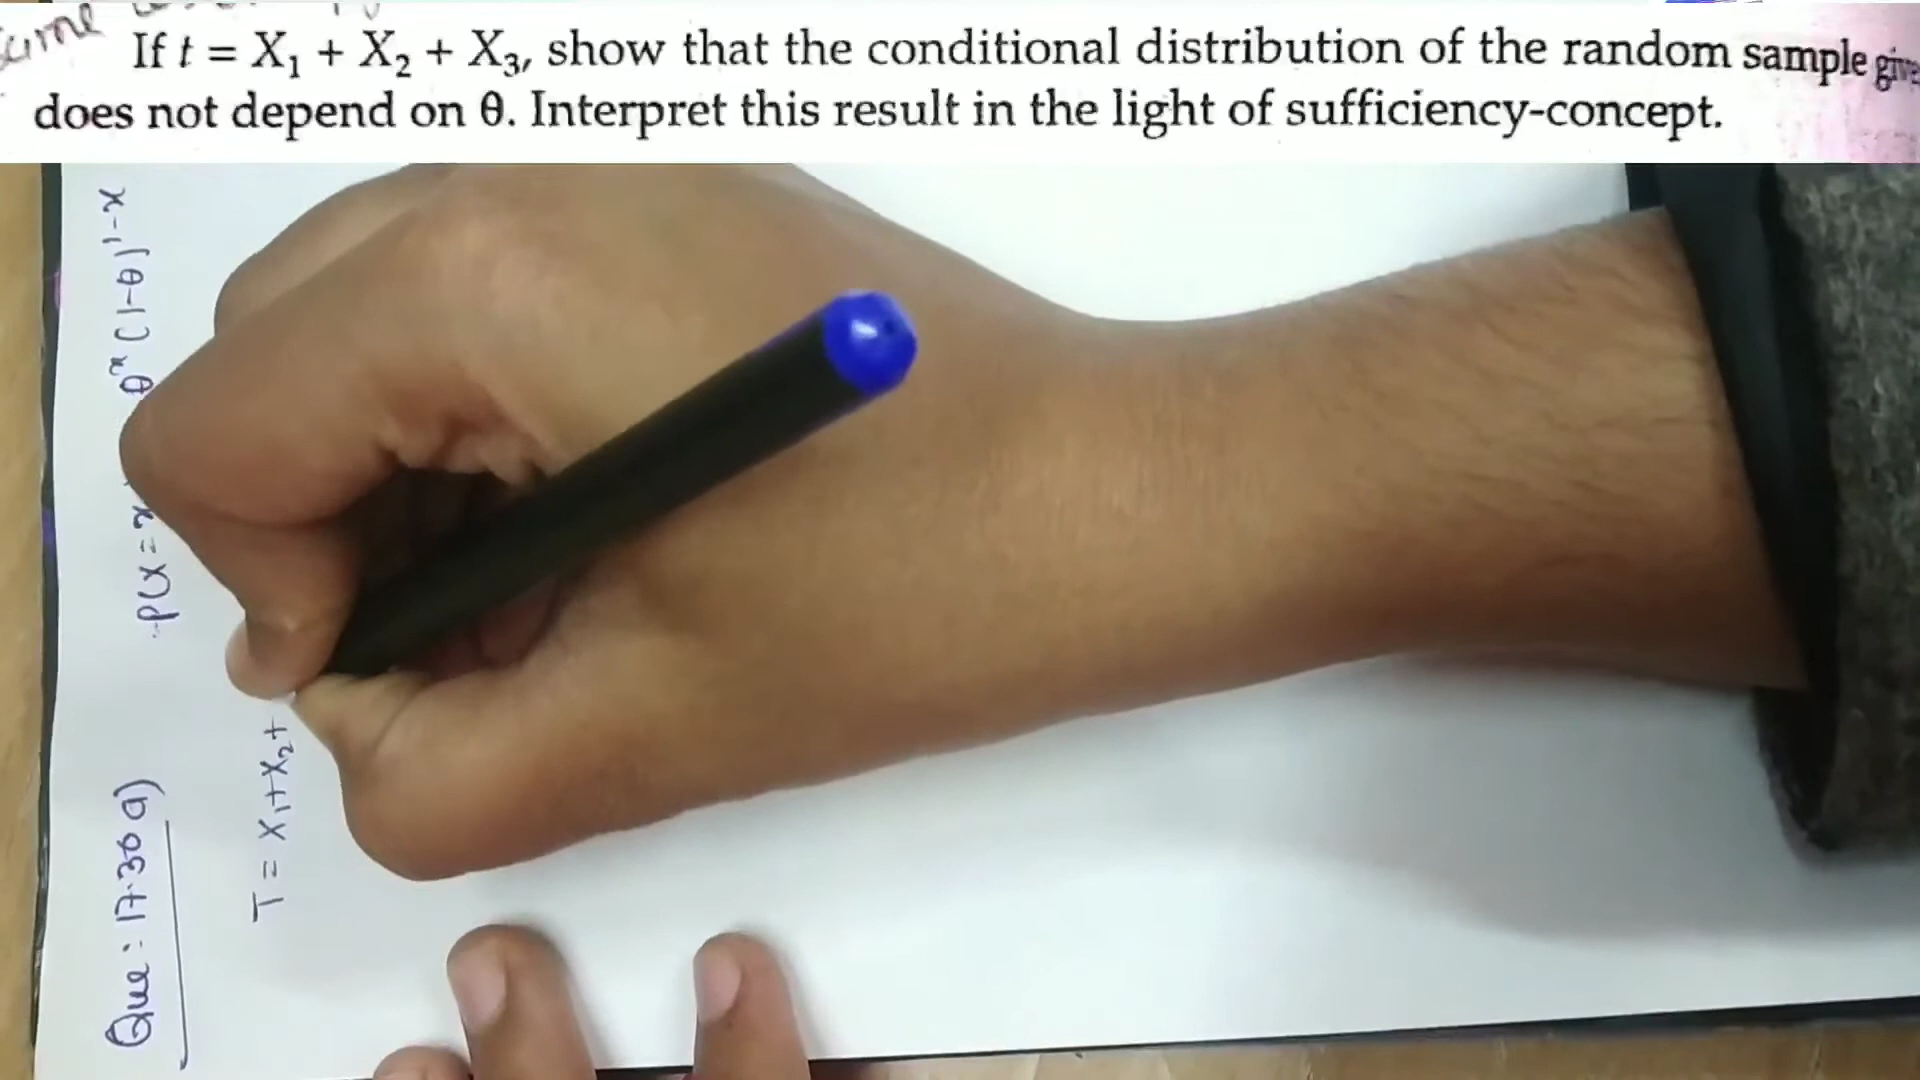 If t = X₁ + X₂ + X₃, show that the conditional distribution of the random sample
does not depend on θ. Interpret this result in the light of sufficiency-concept.
Que : 17.30 a)
P(X = x θˣ (1-θ)¹⁻ˣ
T = X₁+X₂+